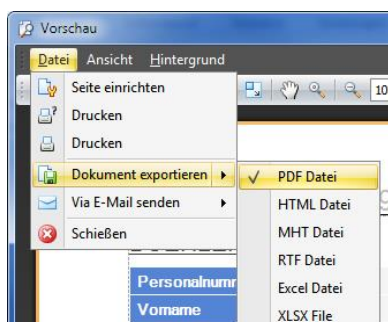 Vorschau
Datei Ansicht Hintergrund
Seite einrichten
Drucken
Drucken
Dokument exportieren
Via E-Mail senden
Schießen
PDF Datei
HTML Datei
MHT Datei
RTF Datei
Excel Datei
XLSX File
10
Vorname